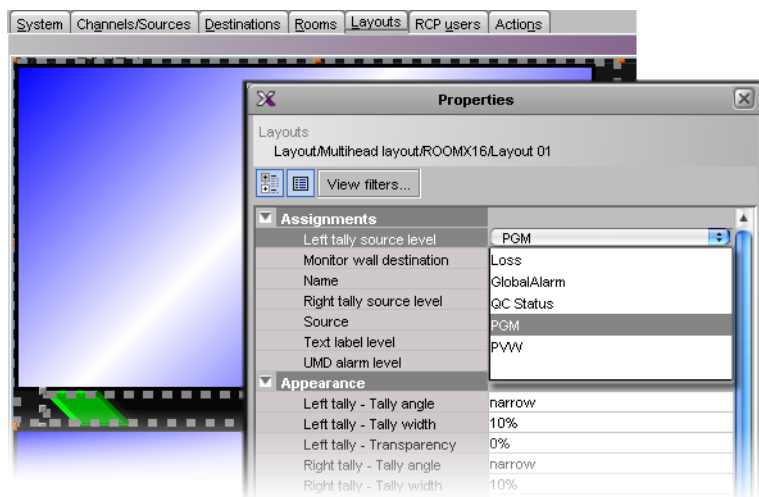 System Channels/Sources Destinations Rooms Layouts RCP users Actions
Properties
Layouts
Layout/Multihead layout/ROOMX16/Layout 01
View filters...
Assignments
Left tally source level PGM
Monitor wall destination Loss
Name GlobalAlarm
Right tally source level QC Status
Source PGM
Text label level PVW
UMD alarm level
Appearance
Left tally - Tally angle narrow
Left tally - Tally width 10%
Left tally - Transparency 0%
Right tally - Tally angle narrow
Right tally - Tally width 10%